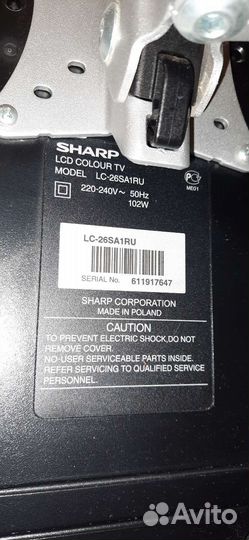 SHARP
LCD COLOUR TV
MODEL LC-26SA1RU
220-240V~ 50Hz
102W
ME01
LC-26SA1RU
SERIAL No. 611917647
SHARP CORPORATION
MADE IN POLAND
CAUTION
TO PREVENT ELECTRIC SHOCK,DO NOT
REMOVE COVER.
NO-USER SERVICEABLE PARTS INSIDE.
REFER SERVICING TO QUALIFIED SERVICE
PERSONNEL.
Avito